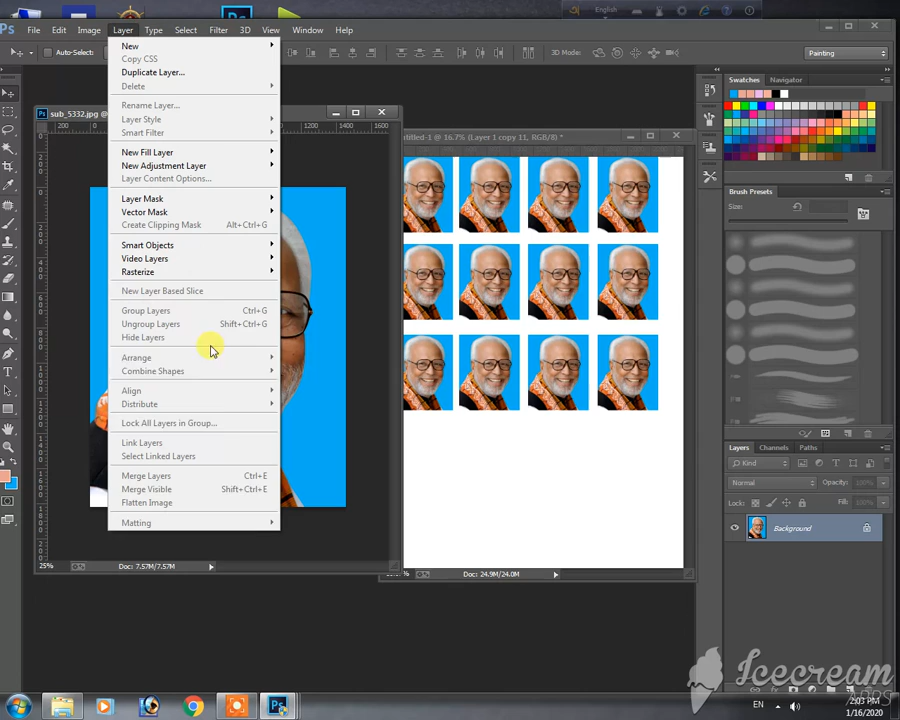 English
File Edit Image Layer Type Select Filter 3D View Window Help
Auto-Select:
3D Mode:
Painting
New
Copy CSS
Duplicate Layer...
Delete
Rename Layer...
Layer Style
Smart Filter
New Fill Layer
New Adjustment Layer
Layer Content Options...
Layer Mask
Vector Mask
Create Clipping Mask Alt+Ctrl+G
Smart Objects
Video Layers
Rasterize
New Layer Based Slice
Group Layers Ctrl+G
Ungroup Layers Shift+Ctrl+G
Hide Layers
Arrange
Combine Shapes
Align
Distribute
Lock All Layers in Group...
Link Layers
Select Linked Layers
Merge Layers Ctrl+E
Merge Visible Shift+Ctrl+E
Flatten Image
Matting
sub_5332.jpg @
200 0
1200 1400
25% Doc: 7.57M/7.57M
ntitled-1 @ 16.7% (Layer 1 copy 11, RGB/8) *
Doc: 24.9M/24.0M
Swatches Navigator
Brush Presets
Size:
Layers Channels Paths
Kind
Normal Opacity: 100%
Lock: Fill: 100%
Background
Icecream
APPS
EN 2:03 PM
1/16/2020